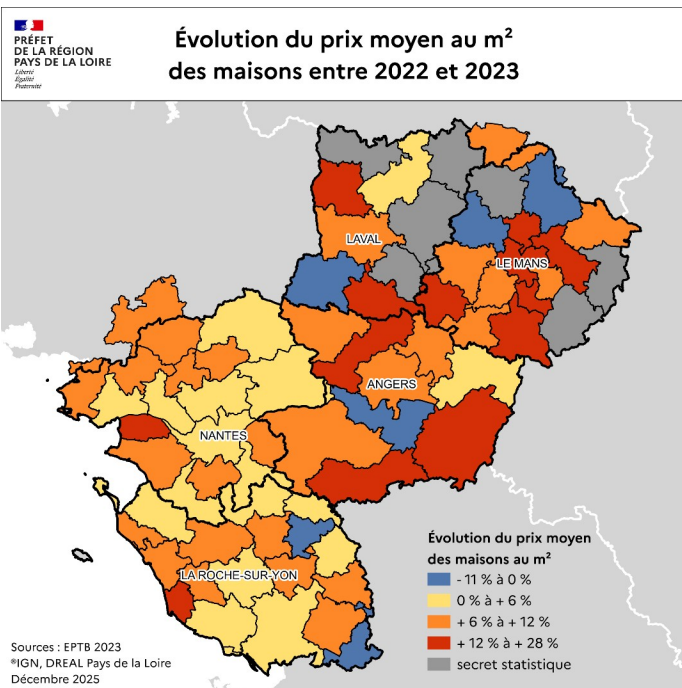 PRÉFET
DE LA RÉGION
PAYS DE LA LOIRE
Liberté
Égalité
Fraternité
Évolution du prix moyen au m²
des maisons entre 2022 et 2023
LAVAL
LE MANS
ANGERS
NANTES
LA ROCHE-SUR-YON
Évolution du prix moyen
des maisons au m²
- 11 % à 0 %
0 % à + 6 %
+ 6 % à + 12 %
+ 12 % à + 28 %
secret statistique
Sources : EPTB 2023
®IGN, DREAL Pays de la Loire
Décembre 2025